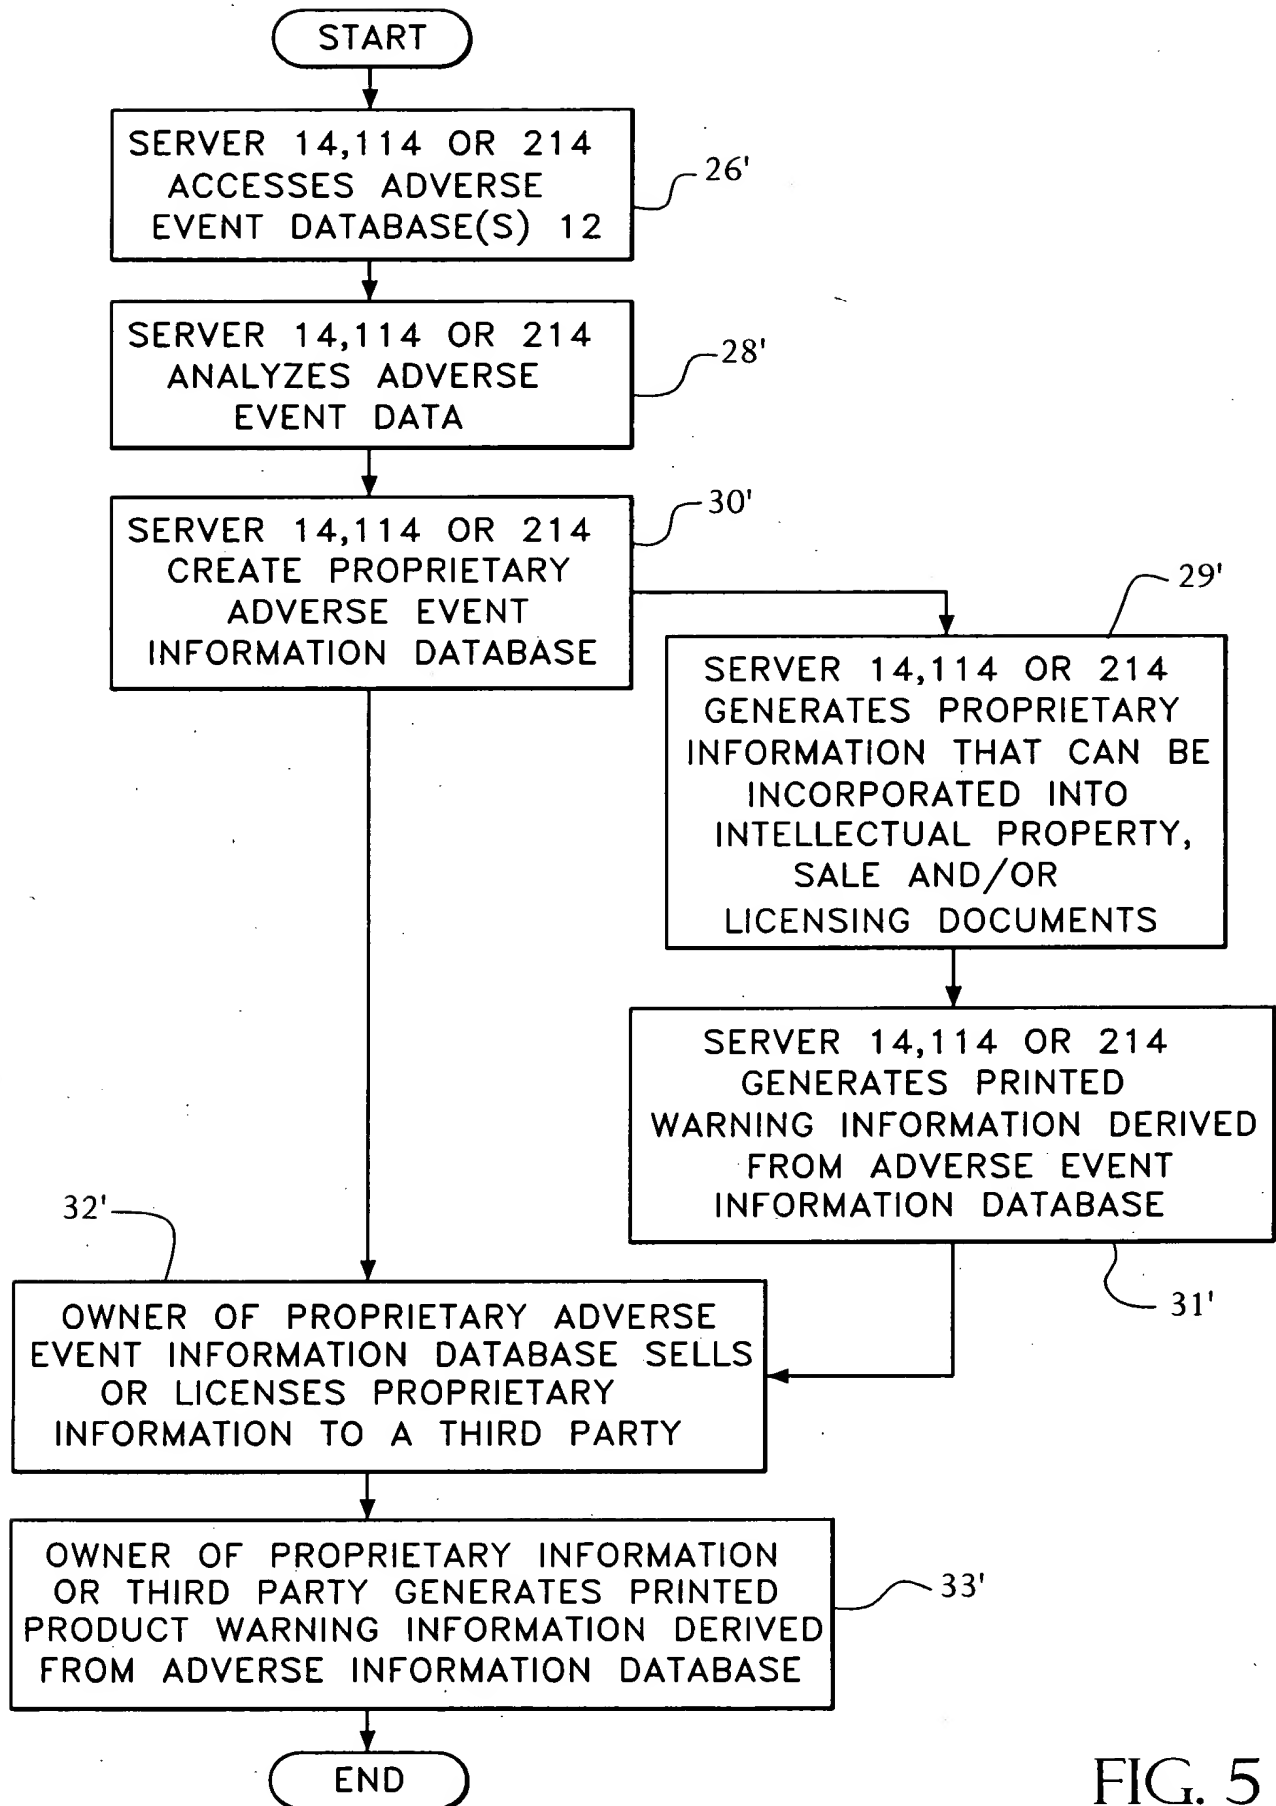 START
SERVER 14,114 OR 214
ACCESSES ADVERSE
EVENT DATABASE(S) 12
26'
SERVER 14,114 OR 214
ANALYZES ADVERSE
EVENT DATA
28'
SERVER 14,114 OR 214
CREATE PROPRIETARY
ADVERSE EVENT
INFORMATION DATABASE
30'
29'
SERVER 14,114 OR 214
GENERATES PROPRIETARY
INFORMATION THAT CAN BE
INCORPORATED INTO
INTELLECTUAL PROPERTY,
SALE AND/OR
LICENSING DOCUMENTS
SERVER 14,114 OR 214
GENERATES PRINTED
WARNING INFORMATION DERIVED
FROM ADVERSE EVENT
INFORMATION DATABASE
31'
32'
OWNER OF PROPRIETARY ADVERSE
EVENT INFORMATION DATABASE SELLS
OR LICENSES PROPRIETARY
INFORMATION TO A THIRD PARTY
OWNER OF PROPRIETARY INFORMATION
OR THIRD PARTY GENERATES PRINTED
PRODUCT WARNING INFORMATION DERIVED
FROM ADVERSE INFORMATION DATABASE
33'
END
FIG. 5